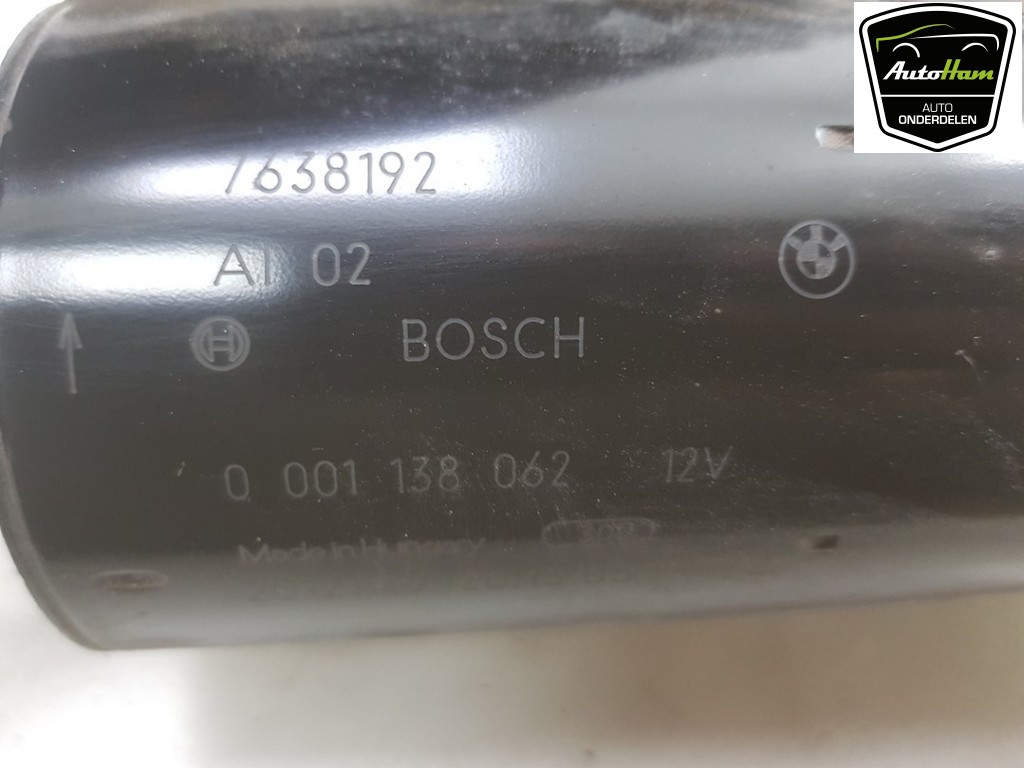 AutoHam
AUTO
ONDERDELEN
7638192
AI 02
BOSCH
0 001 138 062 12V
Made in Hungary